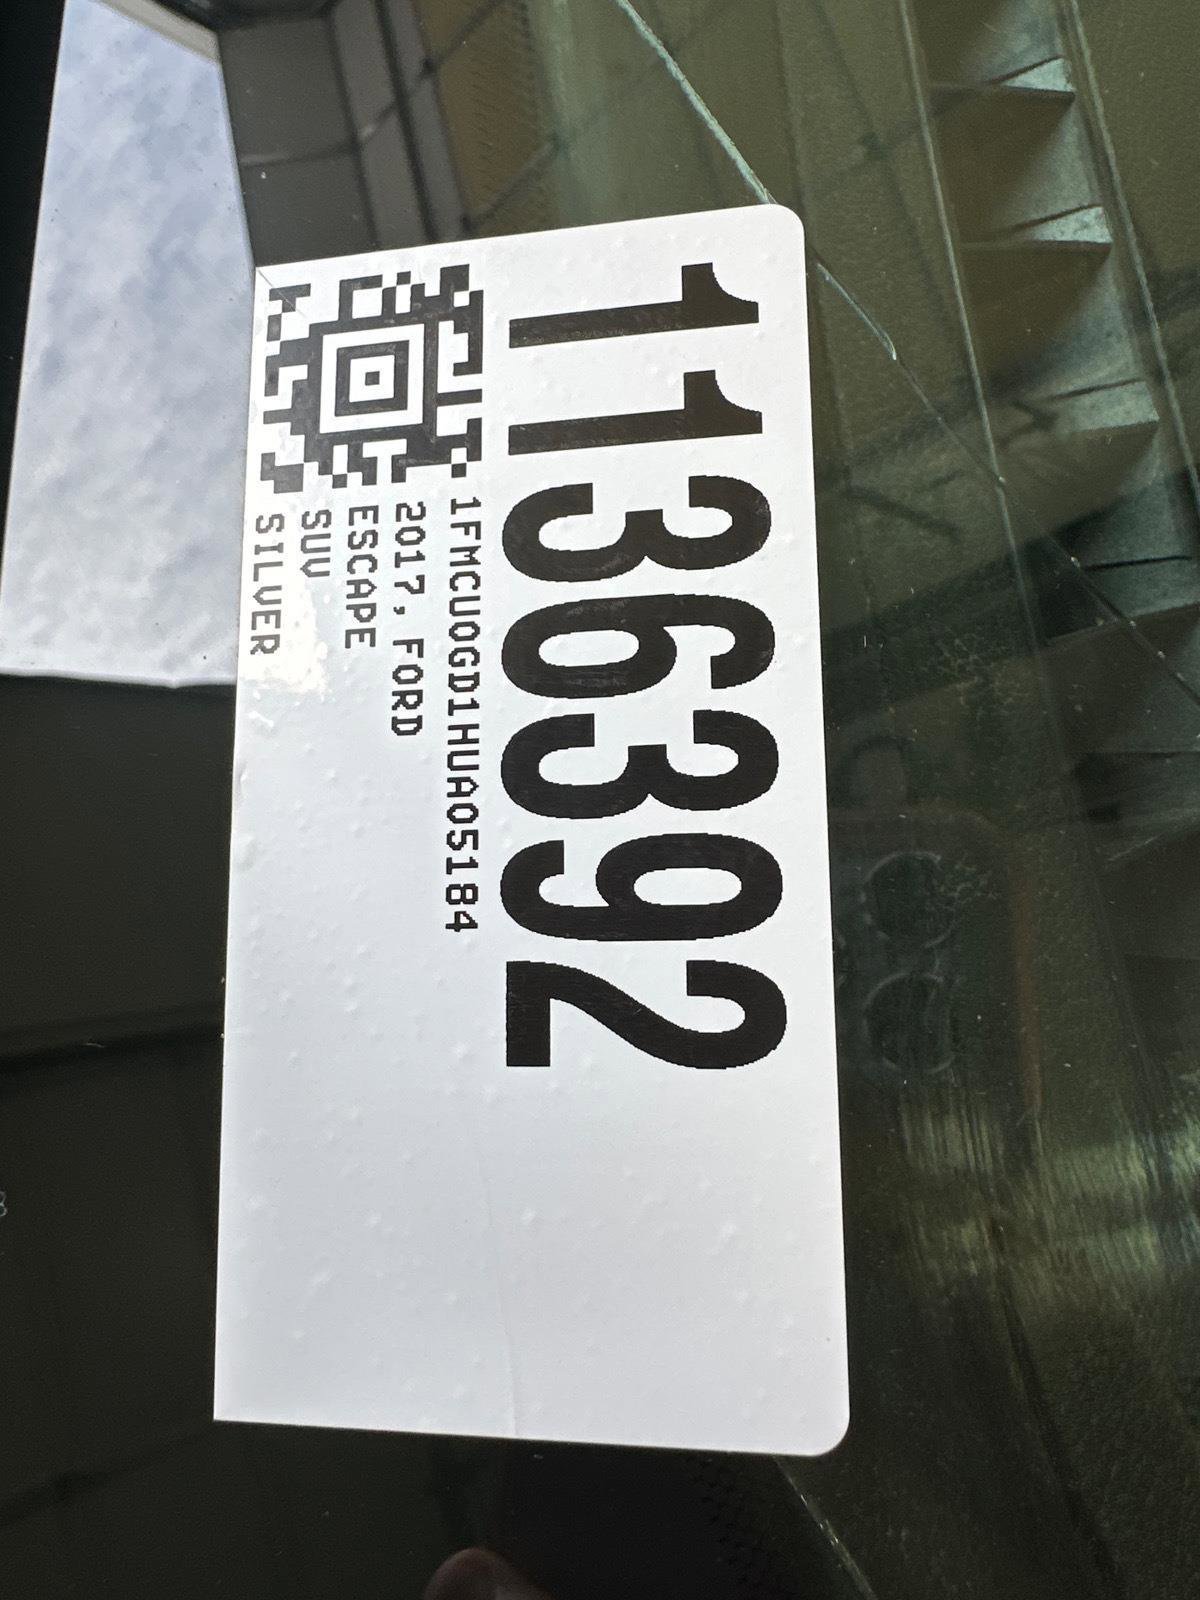 1136392
1FMCU0GD1HUA05184
2017, FORD
ESCAPE
SUV
SILVER